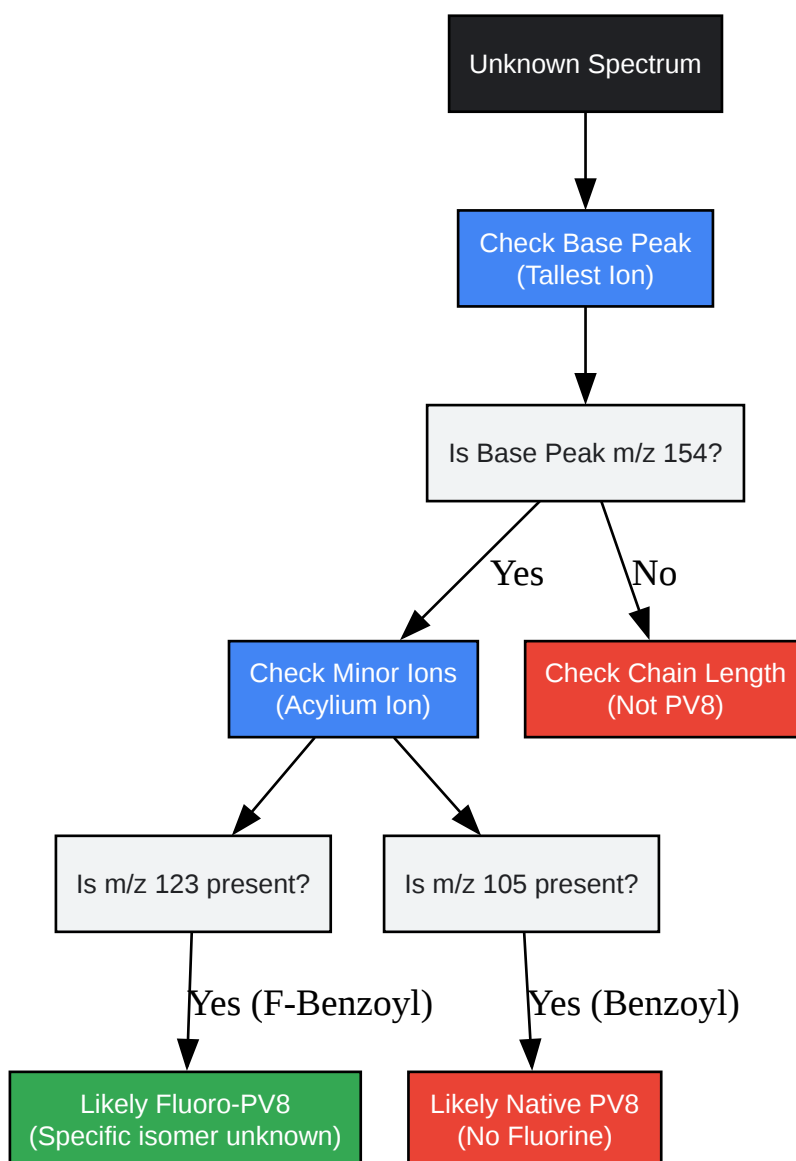 Unknown Spectrum
Check Base Peak
(Tallest Ion)
Is Base Peak m/z 154?
Yes
No
Check Minor Ions
(Acylium Ion)
Check Chain Length
(Not PV8)
Is m/z 123 present?
Is m/z 105 present?
Yes (F-Benzoyl)
Yes (Benzoyl)
Likely Fluoro-PV8
(Specific isomer unknown)
Likely Native PV8
(No Fluorine)